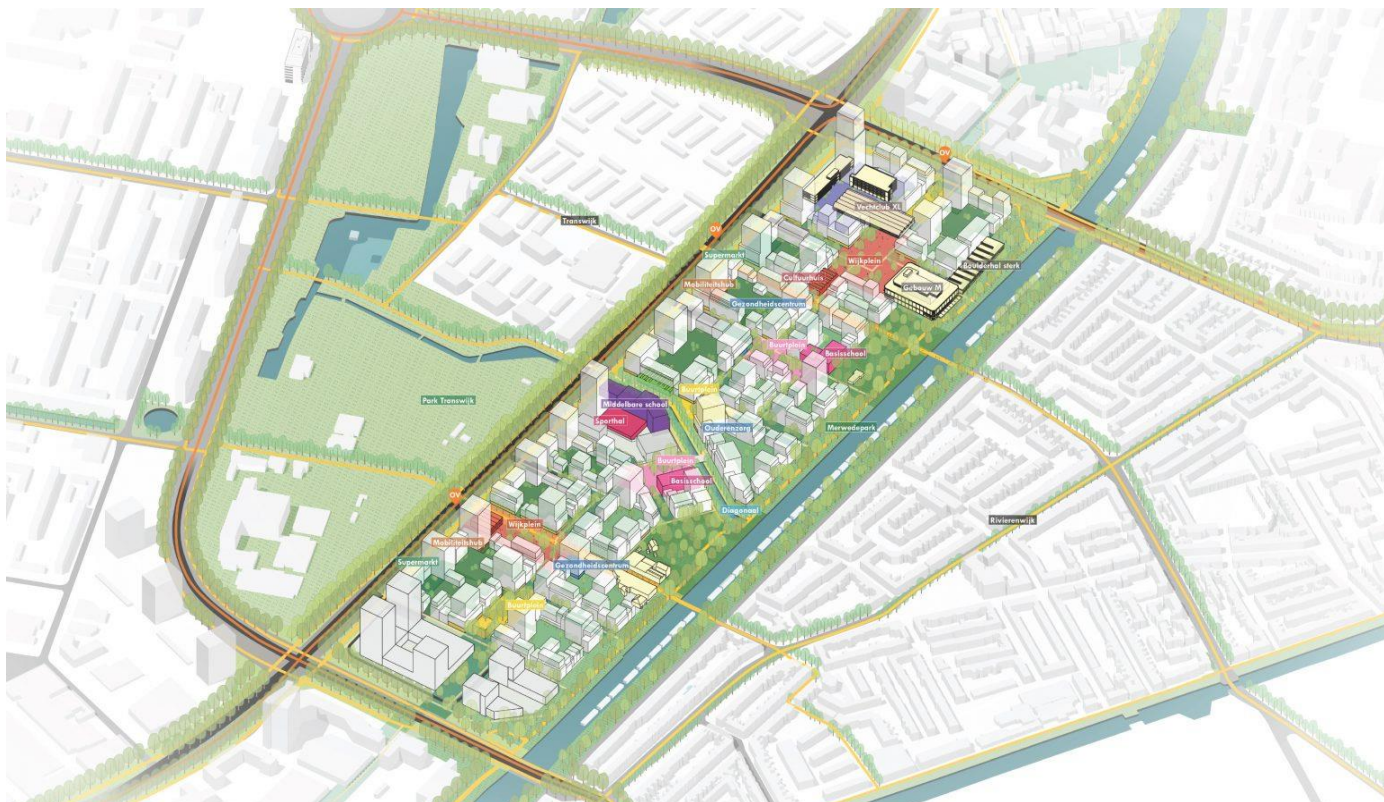 OV
Vechtclub XL
Transwijk
OV
Supermarkt
Wijkplein
Boulderhal sterk
Cultuurhuis
Mobiliteitshub
Gebouw M
Gezondheidscentrum
Buurtplein
Basisschool
Buurtplein
Park Transwijk
Middelbare school
Sporthal
Ouderenzorg
Merwedepark
Buurtplein
Basisschool
OV
Diagonaal
Wijkplein
Rivierenwijk
Mobiliteitshub
Supermarkt
Gezondheidscentrum
Buurtplein